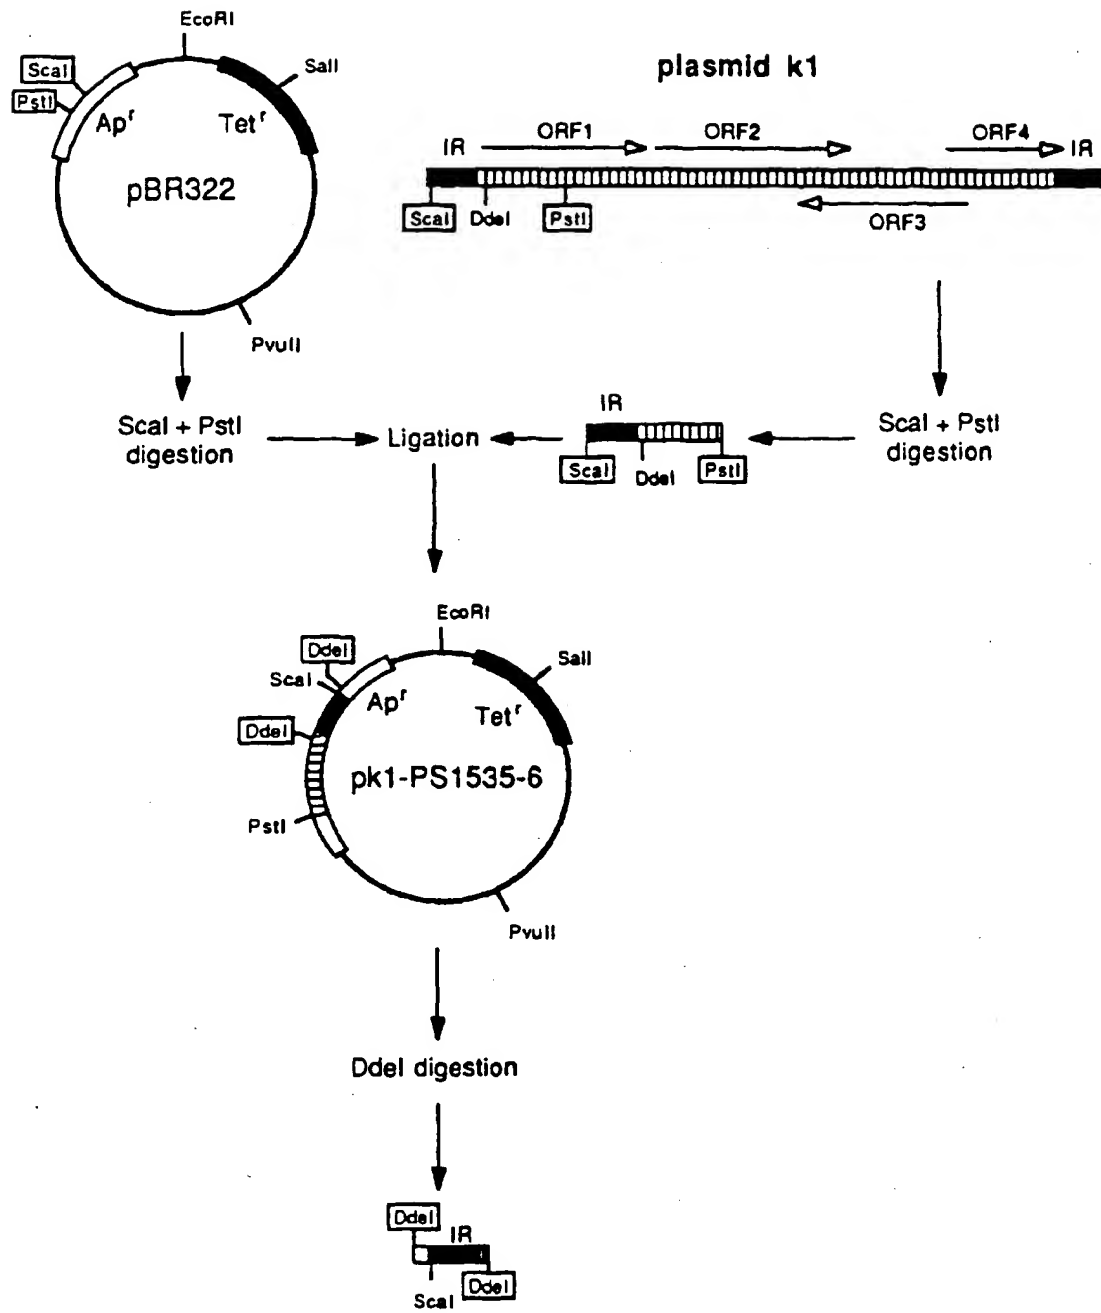 EcoRI
ScaI
SalI
PstI
Apʳ
Tetʳ
pBR322
PvuII
plasmid k1
ORF1
ORF2
ORF4
IR
IR
ScaI
DdeI
PstI
ORF3
ScaI + PstI
digestion
Ligation
IR
ScaI
DdeI
PstI
ScaI + PstI
digestion
EcoRI
DdeI
SalI
ScaI
Apʳ
Tetʳ
DdeI
pk1-PS1535-6
PstI
PvuII
DdeI digestion
DdeI
IR
ScaI
DdeI